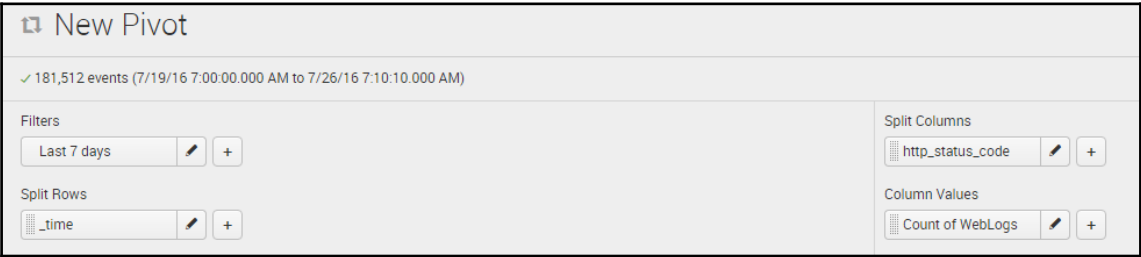 New Pivot
✓ 181,512 events (7/19/16 7:00:00.000 AM to 7/26/16 7:10:10.000 AM)
Filters
Last 7 days
+
Split Rows
_time
+
Split Columns
http_status_code
+
Column Values
Count of WebLogs
+